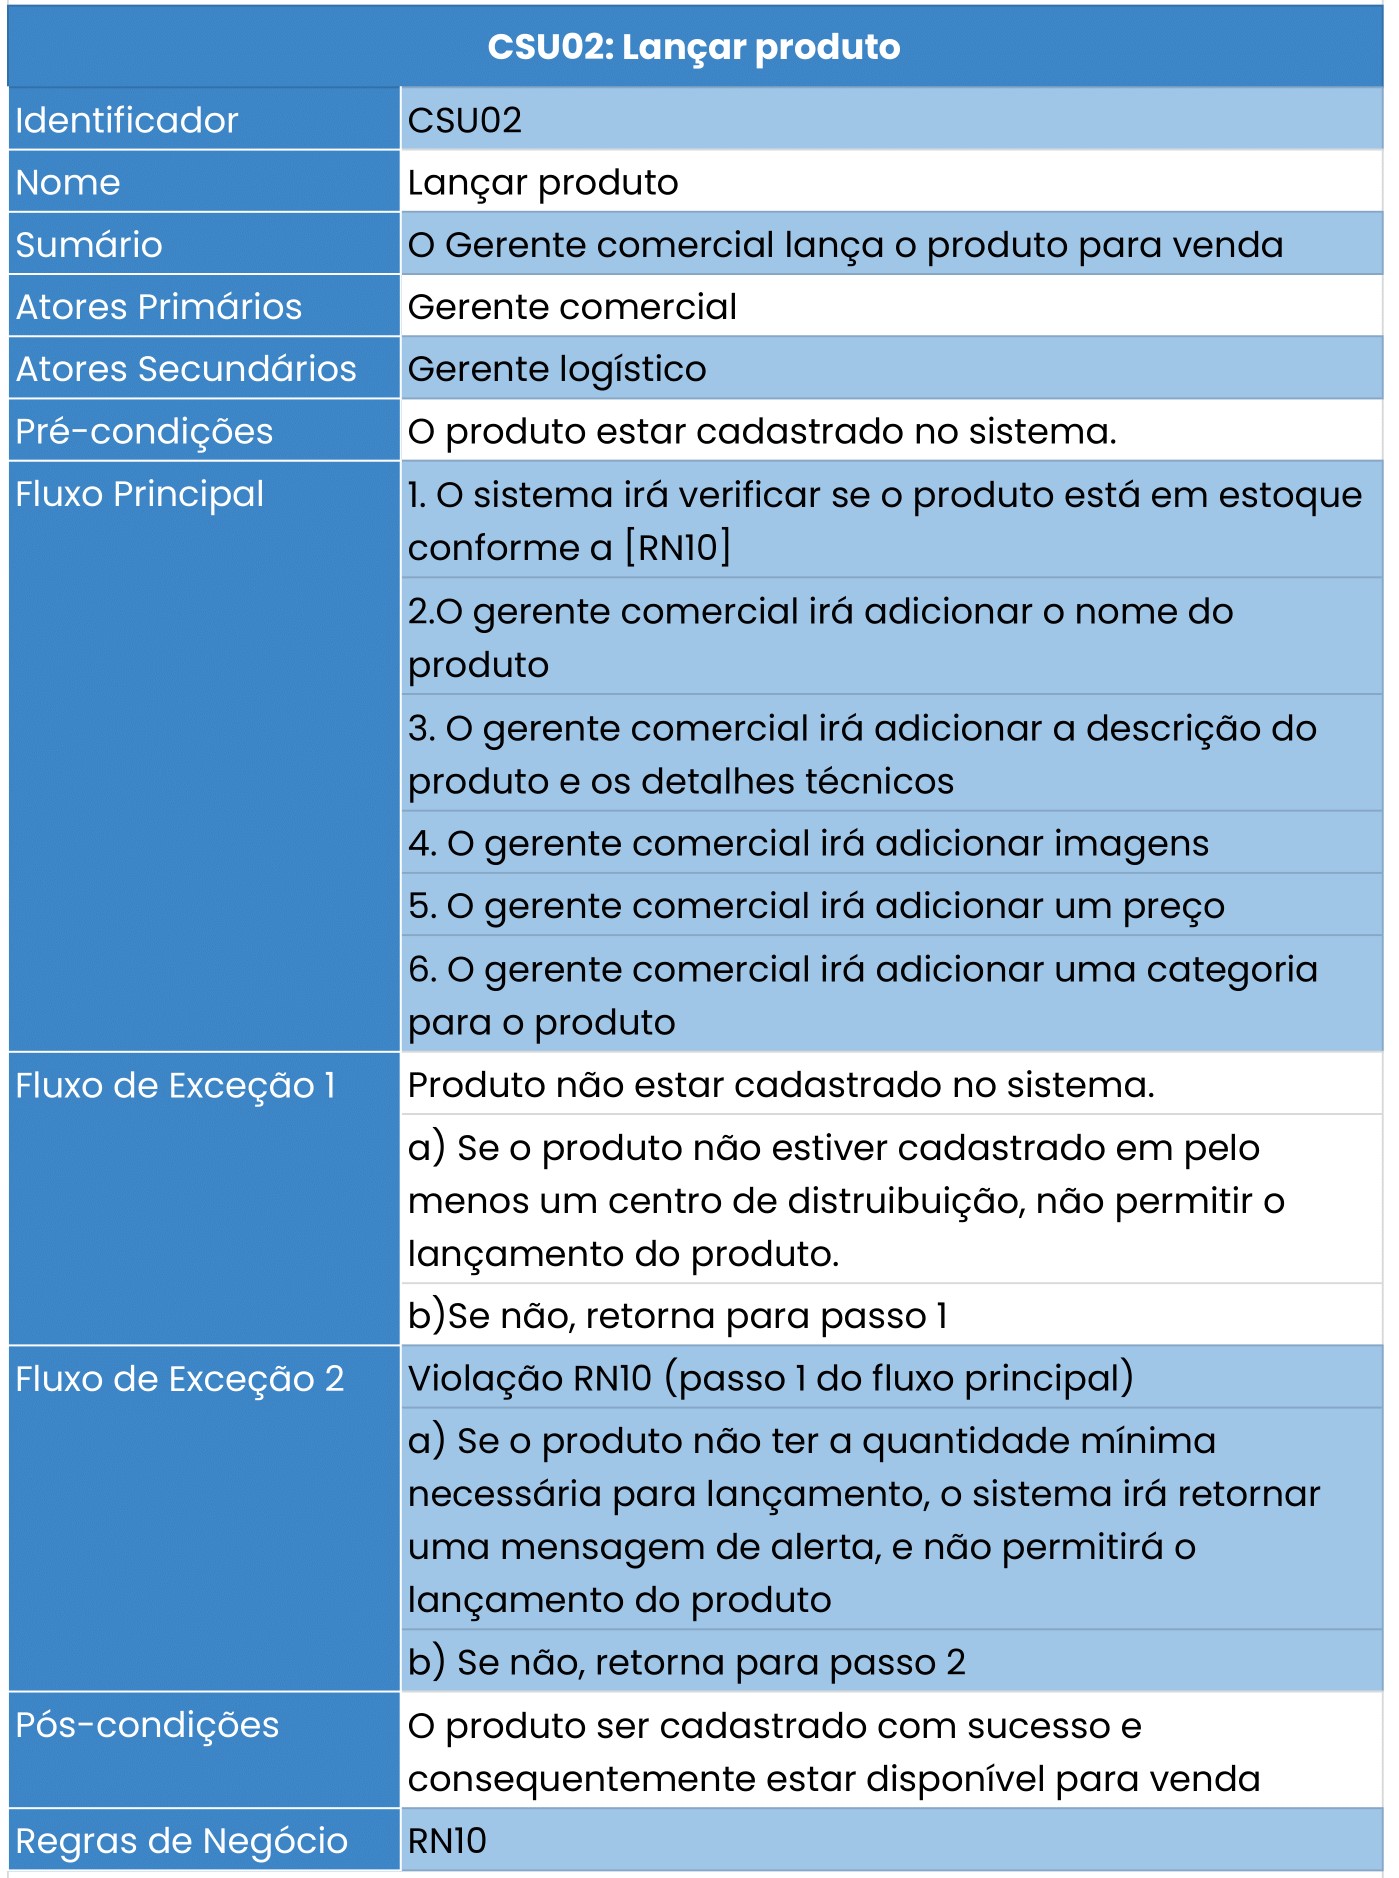 CSU02: Lançar produto
Identificador
CSU02
Nome
Lançar produto
Sumário
O Gerente comercial lança o produto para venda
Atores Primários
Gerente comercial
Atores Secundários
Gerente logístico
Pré-condições
O produto estar cadastrado no sistema.
Fluxo Principal
1. O sistema irá verificar se o produto está em estoque
conforme a [RN10]
2.O gerente comercial irá adicionar o nome do
produto
3. O gerente comercial irá adicionar a descrição do
produto e os detalhes técnicos
4. O gerente comercial irá adicionar imagens
5. O gerente comercial irá adicionar um preço
6. O gerente comercial irá adicionar uma categoria
para o produto
Fluxo de Exceção 1
Produto não estar cadastrado no sistema.
a) Se o produto não estiver cadastrado em pelo
menos um centro de distruibuição, não permitir o
lançamento do produto.
b)Se não, retorna para passo 1
Fluxo de Exceção 2
Violação RN10 (passo 1 do fluxo principal)
a) Se o produto não ter a quantidade mínima
necessária para lançamento, o sistema irá retornar
uma mensagem de alerta, e não permitirá o
lançamento do produto
b) Se não, retorna para passo 2
Pós-condições
O produto ser cadastrado com sucesso e
consequentemente estar disponível para venda
Regras de Negócio
RN10